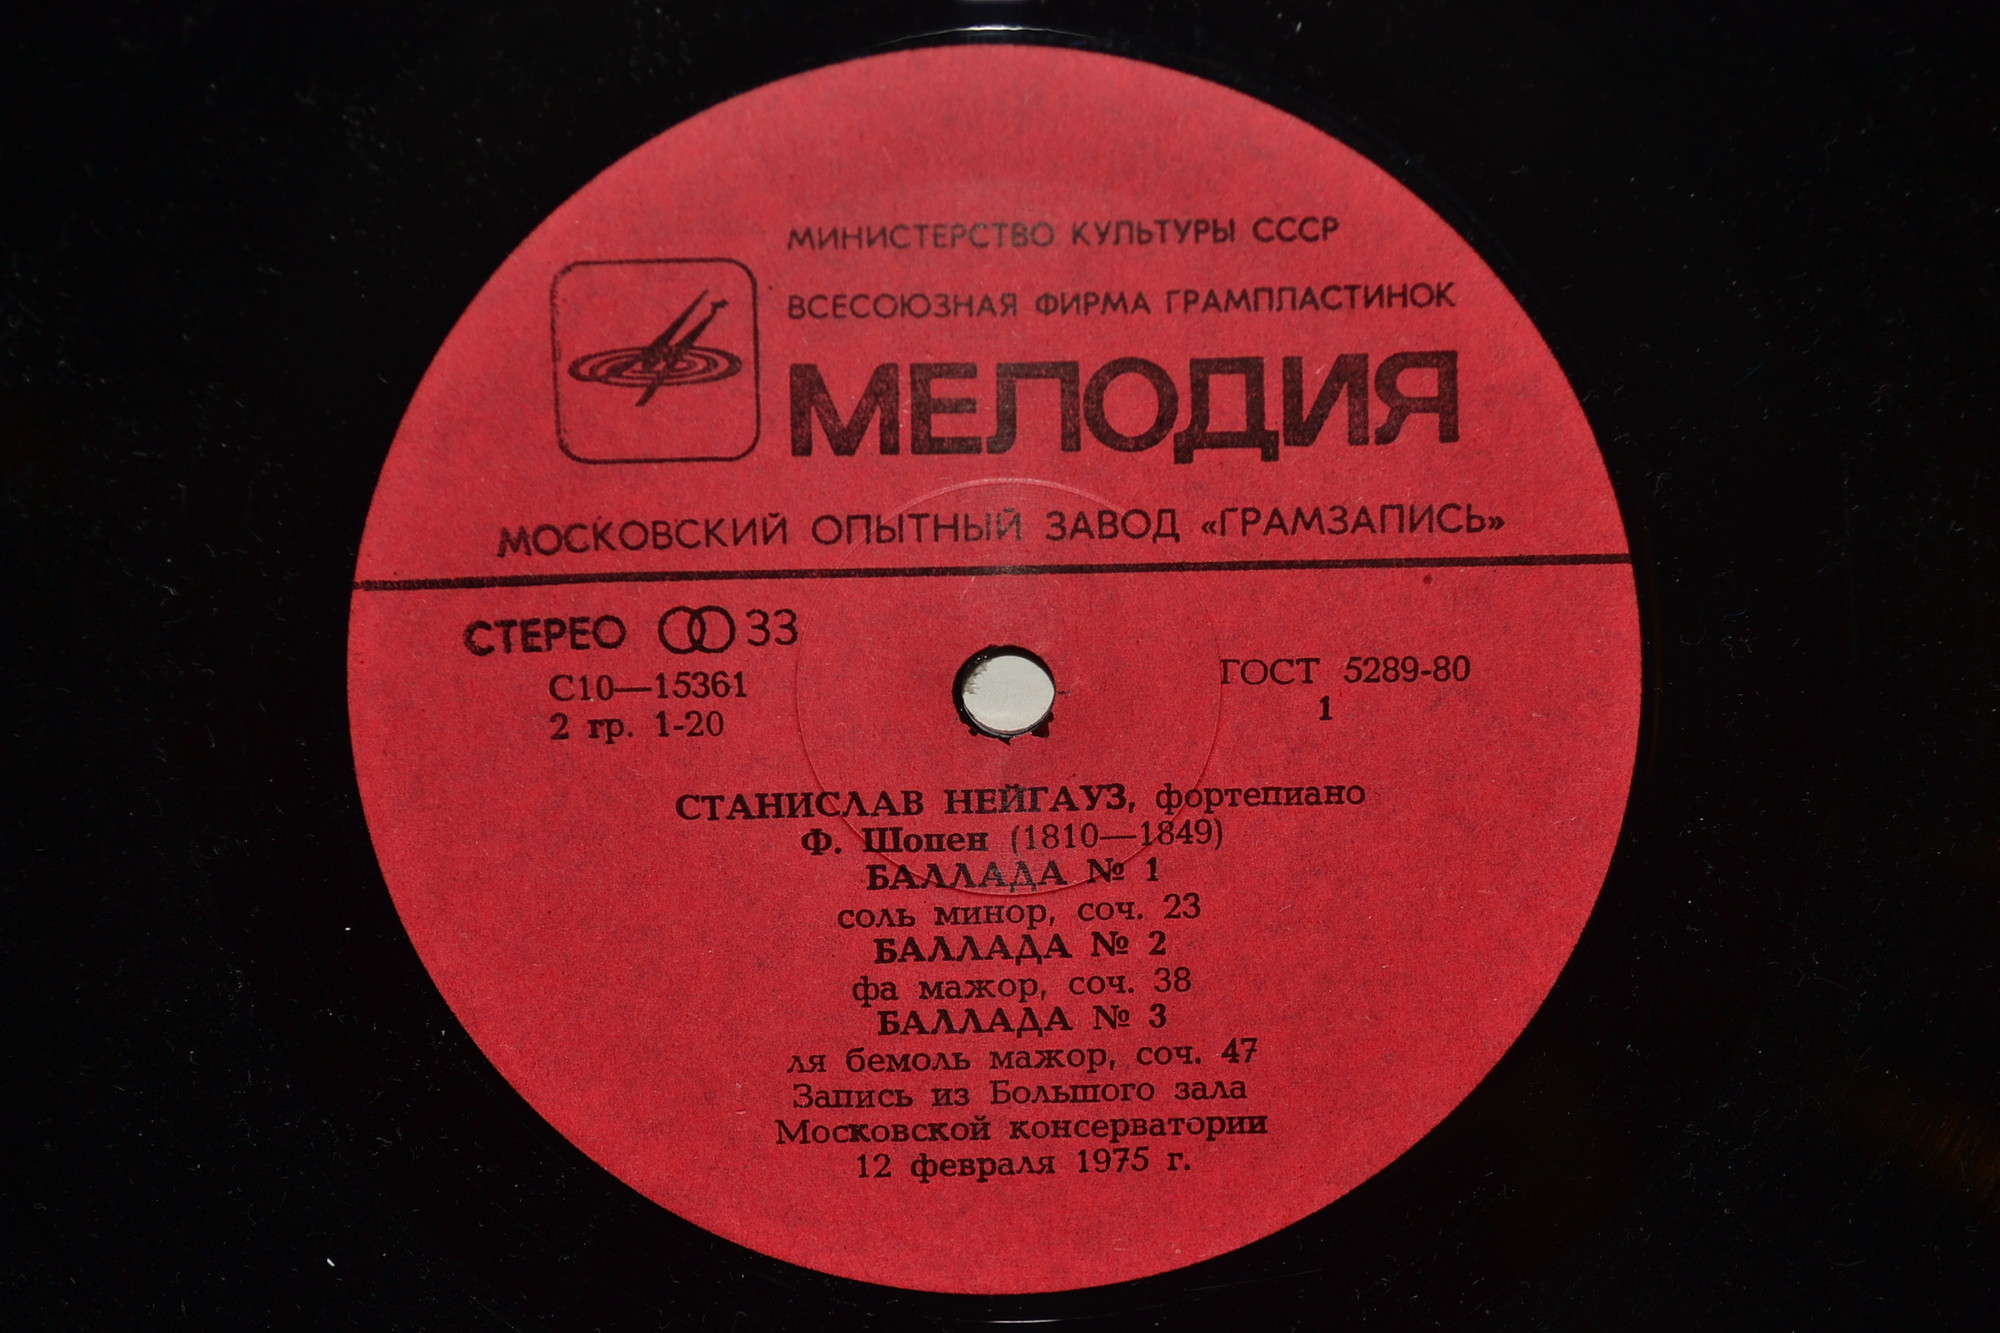 МИНИСТЕРСТВО КУЛЬТУРЫ СССР
ВСЕСОЮЗНАЯ ФИРМА ГРАМПЛАСТИНОК
МЕЛОДИЯ
МОСКОВСКИЙ ОПЫТНЫЙ ЗАВОД «ГРАМЗАПИСЬ»
СТЕРЕО 33
С10—15361
2 гр. 1-20
ГОСТ 5289-80
1
СТАНИСЛАВ НЕЙГАУЗ, фортепиано
Ф. Шопен (1810—1849)
БАЛЛАДА № 1
соль минор, соч. 23
БАЛЛАДА № 2
фа мажор, соч. 38
БАЛЛАДА № 3
ля бемоль мажор, соч. 47
Запись из Большого зала
Московской консерватории
12 февраля 1975 г.